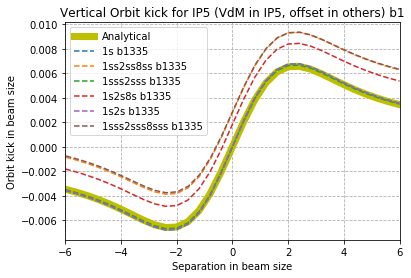 Vertical Orbit kick for IP5 (VdM in IP5, offset in others) b1
Orbit kick in beam size
0.010
0.008
0.006
0.004
0.002
0.000
−0.002
−0.004
−0.006
Analytical
1s b1335
1ss2ss8ss b1335
1sss2sss b1335
1s2s8s b1335
1s2s b1335
1sss2sss8sss b1335
−6 −4 −2 0 2 4 6
Separation in beam size